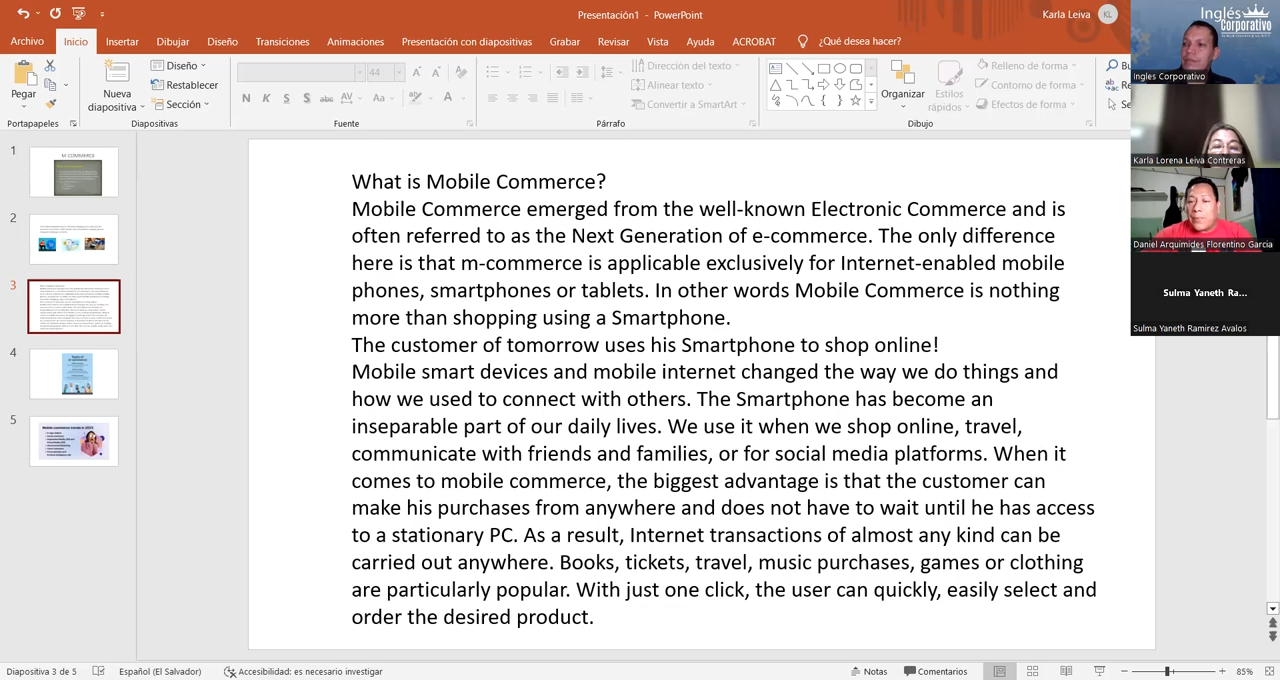 Presentación1 - PowerPoint
Karla Leiva
KL
Archivo
Inicio
Insertar
Dibujar
Diseño
Transiciones
Animaciones
Presentación con diapositivas
Grabar
Revisar
Vista
Ayuda
ACROBAT
¿Qué desea hacer?
Pegar
Portapapeles
Nueva
diapositiva
Diseño
Restablecer
Sección
Diapositivas
44
N K S S abc AV Aa A
Fuente
Dirección del texto
Alinear texto
Convertir a SmartArt
Párrafo
Organizar
Estilos
rápidos
Relleno de forma
Contorno de forma
Efectos de forma
Dibujo
Inglés
Corporativo
Ingles Corporativo
Karla Lorena Leiva Contreras
Daniel Arquimides Florentino Garcia
Sulma Yaneth Ra...
Sulma Yaneth Ramirez Avalos
1
M COMMERCE
2
3
4
5
Mobile commerce trends in 2023
What is Mobile Commerce?
Mobile Commerce emerged from the well-known Electronic Commerce and is
often referred to as the Next Generation of e-commerce. The only difference
here is that m-commerce is applicable exclusively for Internet-enabled mobile
phones, smartphones or tablets. In other words: Mobile Commerce is nothing
more than shopping using a Smartphone.
The customer of tomorrow uses his Smartphone to shop online!
Mobile smart devices and mobile internet changed the way we do things and
how we used to connect with others. The Smartphone has become an
inseparable part of our daily lives. We use it when we shop online, travel,
communicate with friends and families, or for social media platforms. When it
comes to mobile commerce, the biggest advantage is that the customer can
make his purchases from anywhere and does not have to wait until he has access
to a stationary PC. As a result, Internet transactions of almost any kind can be
carried out anywhere. Books, tickets, travel, music purchases, games or clothing
are particularly popular. With just one click, the user can quickly, easily select and
order the desired product.
Diapositiva 3 de 5
Español (El Salvador)
Accesibilidad: es necesario investigar
Notas
Comentarios
85%